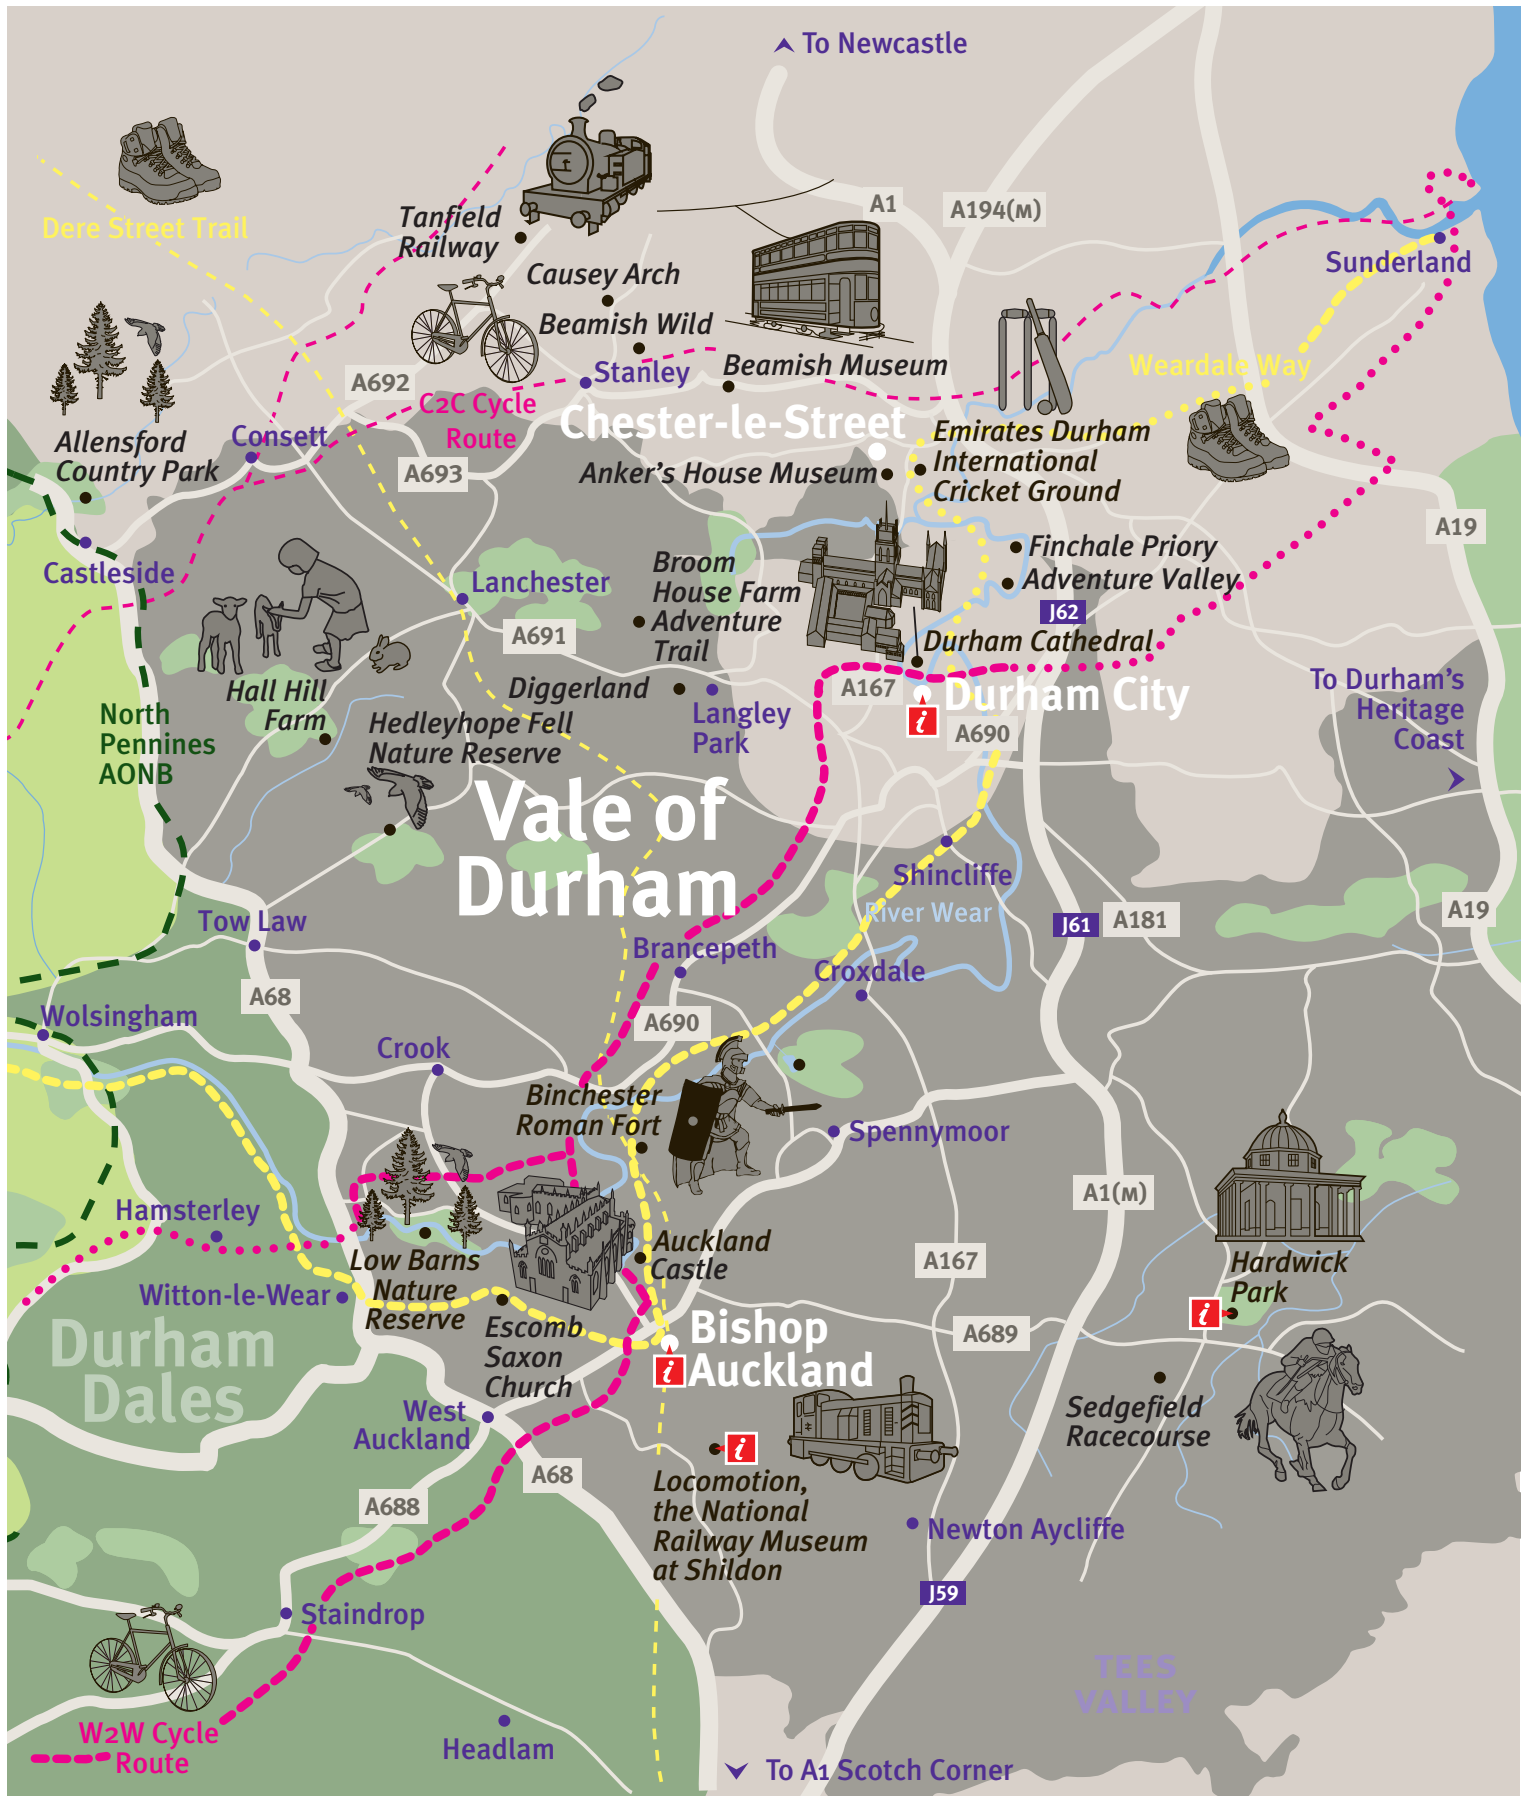 To Newcastle
Dere Street Trail
Tanfield
Railway
A1
A194(M)
Causey Arch
Sunderland
Beamish Wild
Stanley
Beamish Museum
Weardale Way
A692
C2C Cycle
Route
Chester-le-Street
Allensford
Country Park
Consett
Emirates Durham
International
Cricket Ground
A693
Anker's House Museum
A19
Castleside
Lanchester
Broom
House Farm
Adventure
Trail
Finchale Priory
Adventure Valley
J62
A691
Durham Cathedral
Hall Hill
Farm
Diggerland
Langley
Park
A167
Durham City
i
To Durham's
Heritage
Coast
North
Pennines
AONB
Hedleyhope Fell
Nature Reserve
A690
Vale of
Durham
Shincliffe
River Wear
Tow Law
J61
A181
A19
Brancepeth
Croxdale
A68
Wolsingham
A690
Crook
Binchester
Roman Fort
Spennymoor
A1(M)
Hamsterley
Low Barns
Nature
Reserve
Auckland
Castle
A167
Hardwick
Park
i
Witton-le-Wear
Escomb
Saxon
Church
Bishop
Auckland
i
A689
Durham
Dales
West
Auckland
Sedgefield
Racecourse
A68
i
Locomotion,
the National
Railway Museum
at Shildon
A688
Newton Aycliffe
J59
Staindrop
TEES
VALLEY
W2W Cycle
Route
Headlam
To A1 Scotch Corner